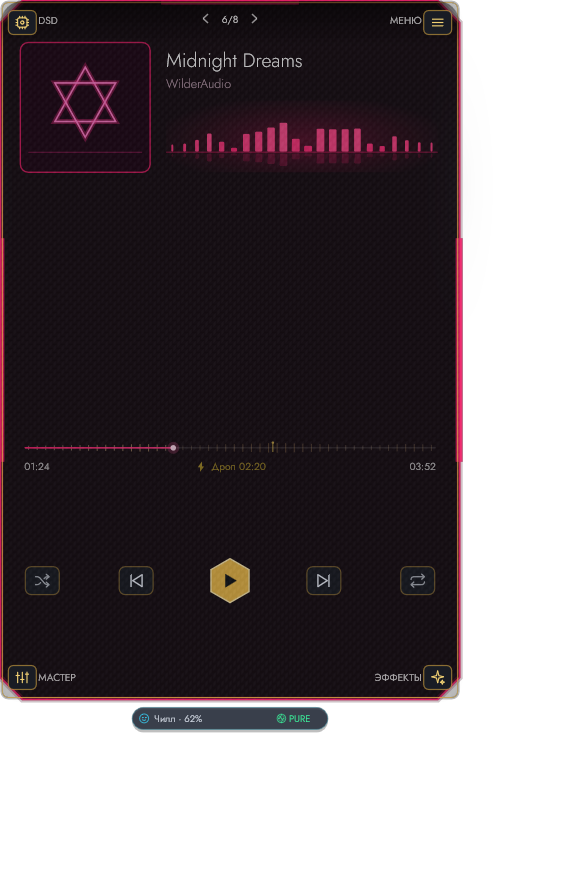 DSD
6/8
МЕНЮ
Midnight Dreams
WilderAudio
01:24
Дроп 02:20
03:52
МАСТЕР
ЭФФЕКТЫ
Чилл · 62%
PURE